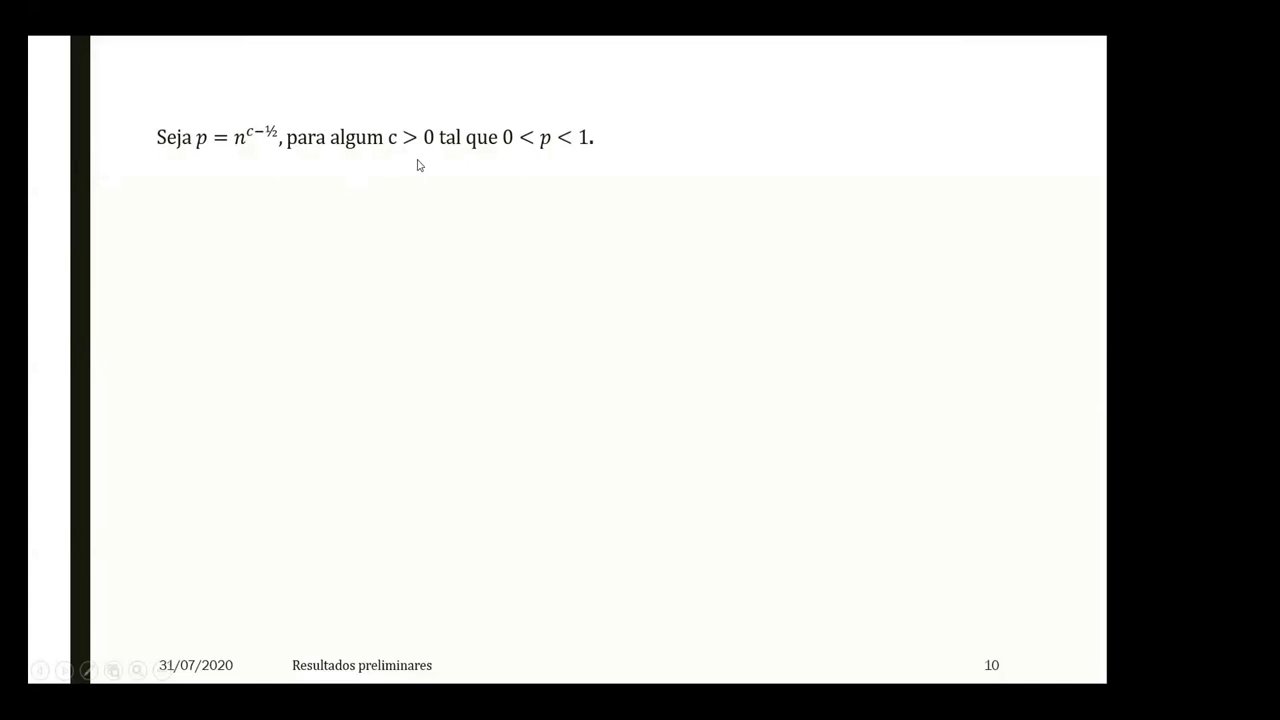 Seja p = n^{c−½}, para algum c > 0 tal que 0 < p < 1.
31/07/2020 Resultados preliminares 10